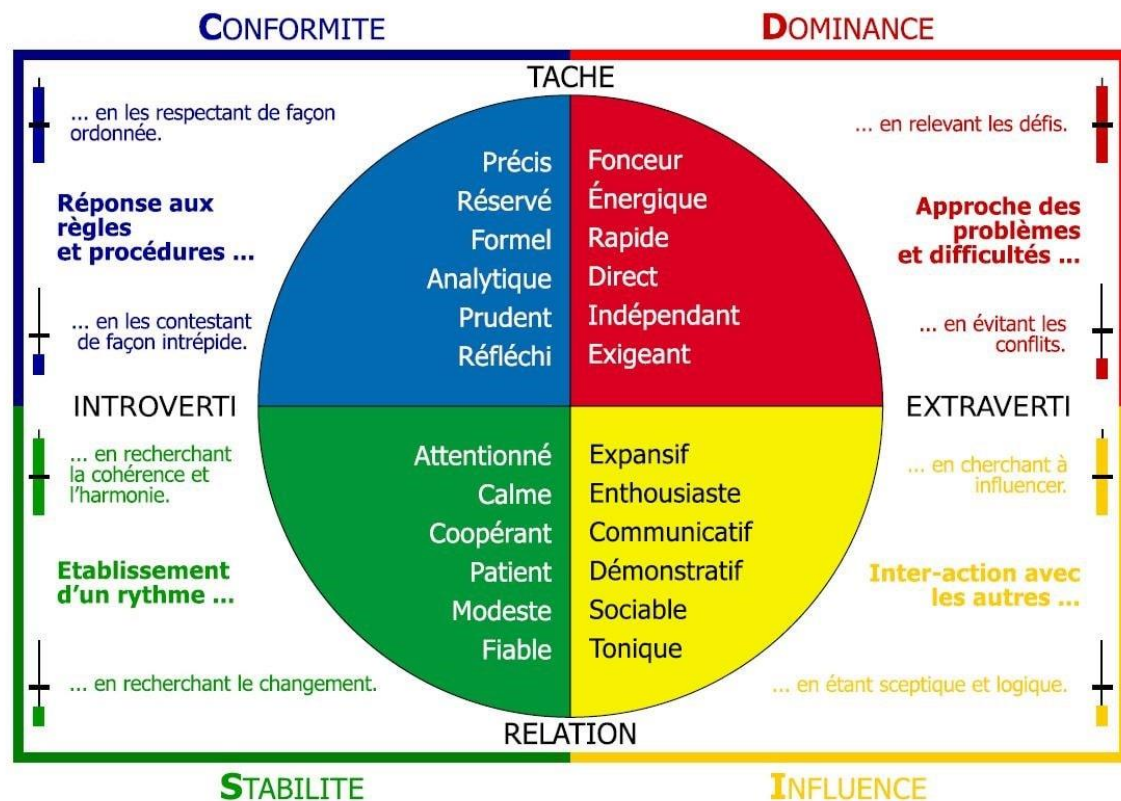 CONFORMITE
DOMINANCE
TACHE
... en les respectant de façon
ordonnée.
Réponse aux
règles
et procédures ...
... en les contestant
de façon intrépide.
Précis
Réservé
Formel
Analytique
Prudent
Réfléchi
Fonceur
Énergique
Rapide
Direct
Indépendant
Exigeant
... en relevant les défis.
Approche des
problèmes
et difficultés ...
... en évitant les
conflits.
INTROVERTI
EXTRAVERTI
... en recherchant
la cohérence et
l'harmonie.
Etablissement
d'un rythme ...
... en recherchant le changement.
Attentionné
Calme
Coopérant
Patient
Modeste
Fiable
Expansif
Enthousiaste
Communicatif
Démonstratif
Sociable
Tonique
... en cherchant à
influencer.
Inter-action avec
les autres ...
... en étant sceptique et logique.
RELATION
STABILITE
INFLUENCE